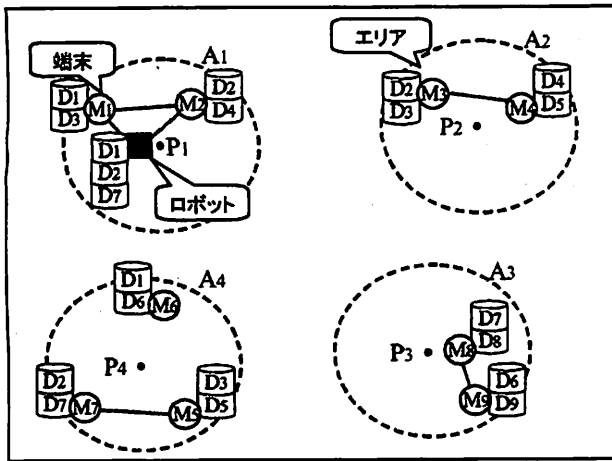 A1
端末
D1
D3
M1
M2
D2
D4
D1
D2
D7
P1
ロボット
エリア
A2
D2
D3
M3
M4
D4
D5
P2
A4
D1
D6
M6
P4
D2
D7
M7
M5
D3
D5
A3
D7
D8
P3
M8
M9
D6
D9